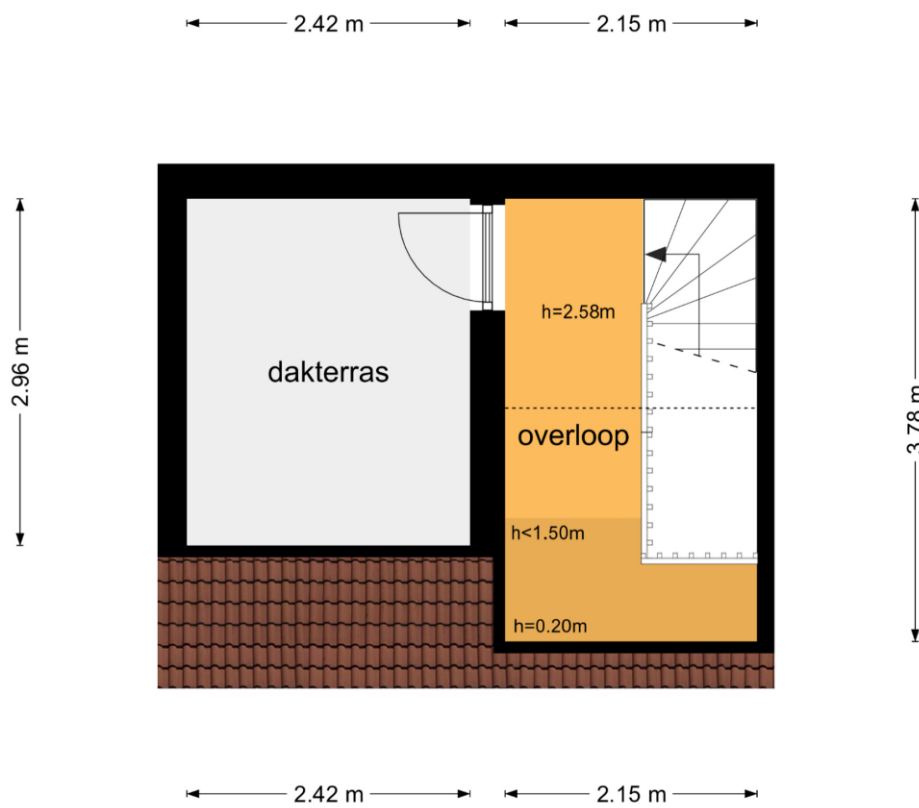 2.42 m
2.15 m
2.96 m
3.78 m
h=2.58m
dakterras
overloop
h<1.50m
h=0.20m
2.42 m
2.15 m